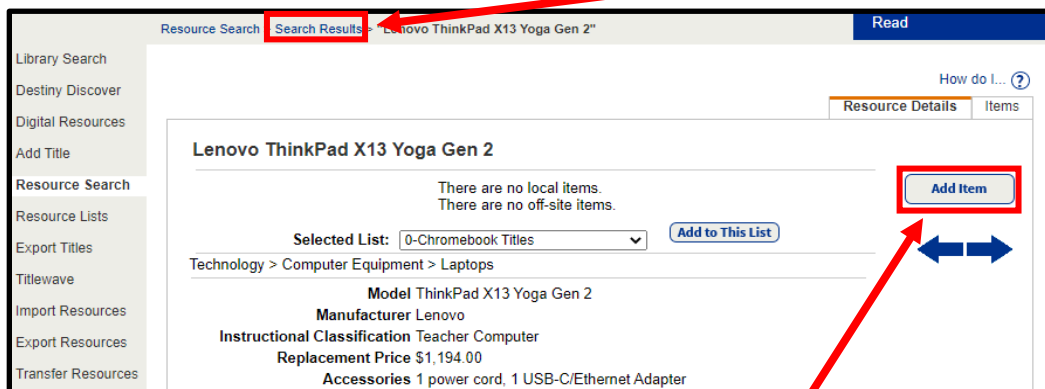 Resource Search Search Results > "Lenovo ThinkPad X13 Yoga Gen 2"
Read
Library Search
Destiny Discover
Digital Resources
Add Title
Resource Search
Resource Lists
Export Titles
Titlewave
Import Resources
Export Resources
Transfer Resources
How do I... ?
Resource Details
Items
Lenovo ThinkPad X13 Yoga Gen 2
There are no local items.
There are no off-site items.
Add Item
Selected List: 0-Chromebook Titles
Add to This List
Technology > Computer Equipment > Laptops
Model ThinkPad X13 Yoga Gen 2
Manufacturer Lenovo
Instructional Classification Teacher Computer
Replacement Price $1,194.00
Accessories 1 power cord, 1 USB-C/Ethernet Adapter